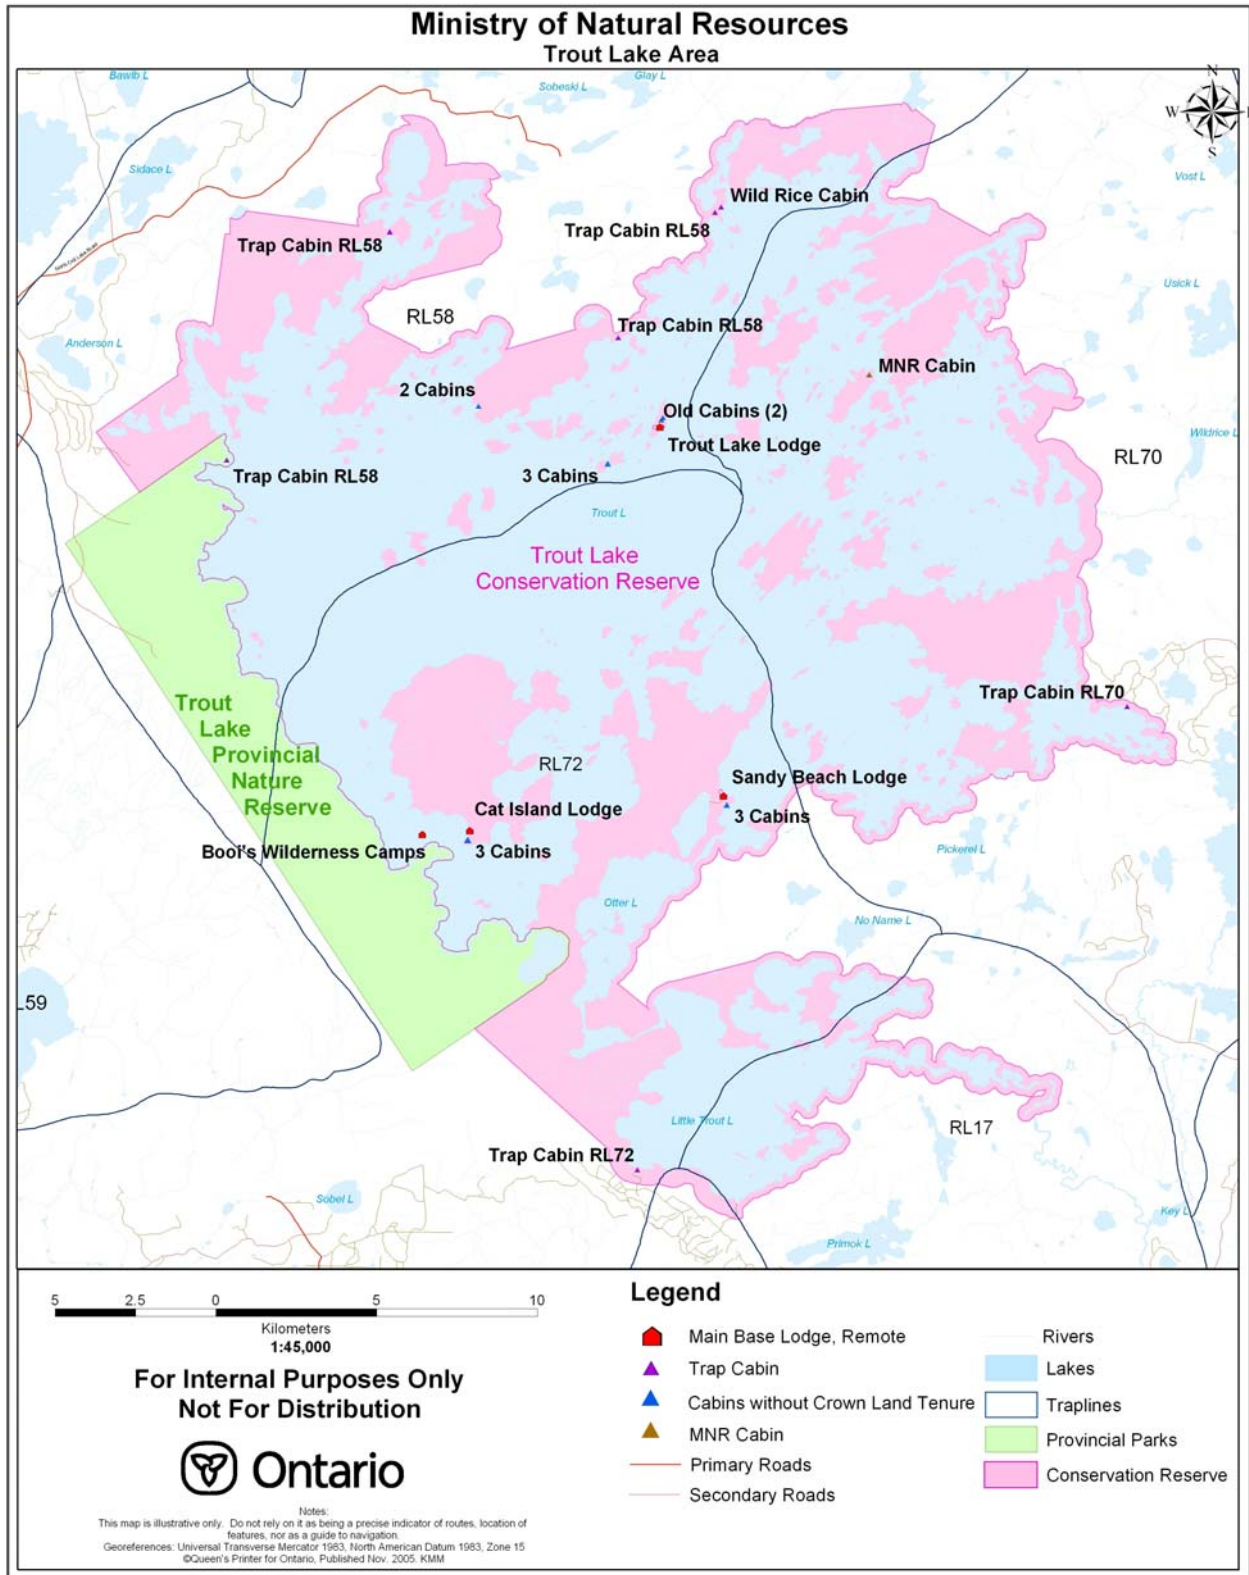 Ministry of Natural Resources
Trout Lake Area
Bawlb L
Sobeski L
Glay L
N
W
S
Sidace L
Vost L
Wild Rice Cabin
Trap Cabin RL58
Trap Cabin RL58
Usick L
RL58
Trap Cabin RL58
Anderson L
MNR Cabin
2 Cabins
Old Cabins (2)
Trout Lake Lodge
Wildrice L
RL70
Trap Cabin RL58
3 Cabins
Trout L
Trout Lake
Conservation Reserve
Trap Cabin RL70
Trout
Lake
Provincial
Nature
Reserve
RL72
Sandy Beach Lodge
Cat Island Lodge
3 Cabins
Booi's Wilderness Camps
3 Cabins
Pickerel L
Otter L
No Name L
L59
Little Trout L
RL17
Trap Cabin RL72
Sobel L
Key L
Primok L
5 2.5 0 5 10
Kilometers
1:45,000
For Internal Purposes Only
Not For Distribution
Ontario
Notes:
This map is illustrative only. Do not rely on it as being a precise indicator of routes, location of
features, nor as a guide to navigation.
Georeferences: Universal Transverse Mercator 1983, North American Datum 1983, Zone 15
©Queen's Printer for Ontario, Published Nov. 2005. KMM
Legend
Main Base Lodge, Remote
Trap Cabin
Cabins without Crown Land Tenure
MNR Cabin
Primary Roads
Secondary Roads
Rivers
Lakes
Traplines
Provincial Parks
Conservation Reserve